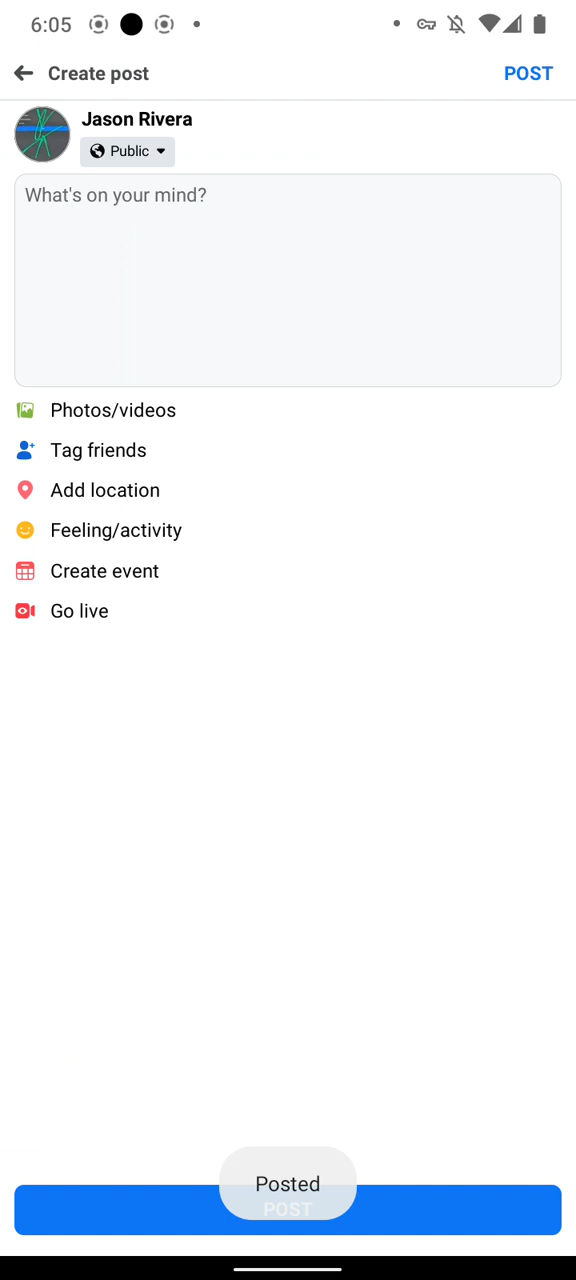 6:05
Create post
POST
Jason Rivera
Public
What's on your mind?
Photos/videos
Tag friends
Add location
Feeling/activity
Create event
Go live
Posted
POST